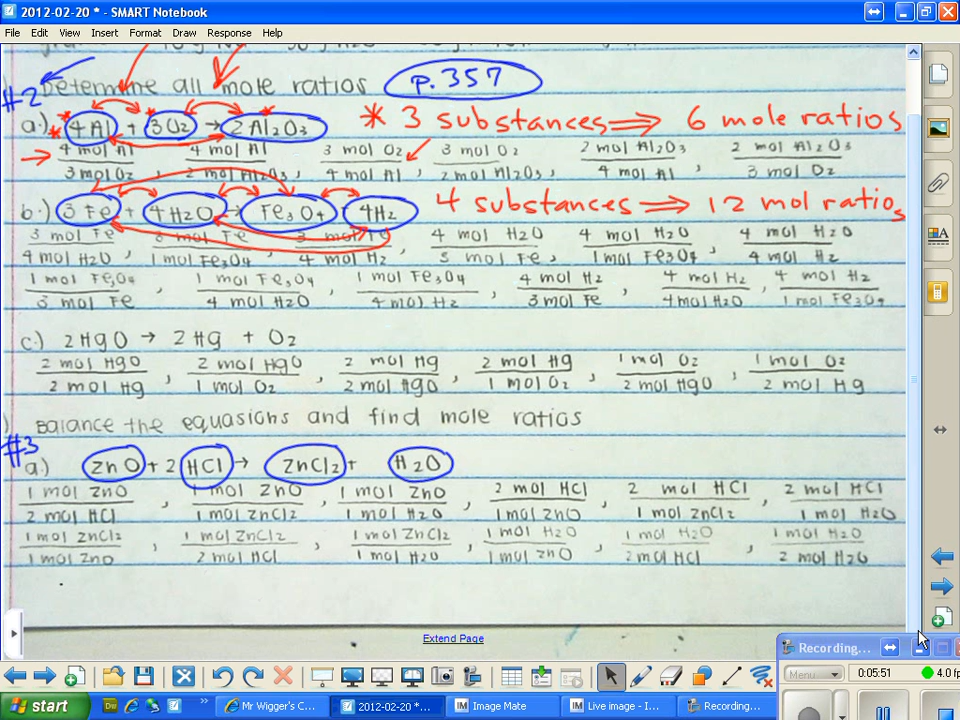 2012-02-20 * - SMART Notebook
File Edit View Insert Format Draw Response Help
#2 Determine all mole ratios p.357
a.) 4Al + 3O2 → 2Al2O3 * 3 substances ⇒ 6 mole ratios
4 mol Al / 3 mol O2 , 4 mol Al / 2 mol Al2O3 , 3 mol O2 / 4 mol Al , 3 mol O2 / 2 mol Al2O3 , 2 mol Al2O3 / 4 mol Al , 2 mol Al2O3 / 3 mol O2
b.) 3 Fe + 4H2O → Fe3O4 4H2 4 substances ⇒ 12 mol ratios
3 mol Fe / 4 mol H2O , 3 mol Fe / 1 mol Fe3O4 , 3 mol Fe / 4 mol H2 , 4 mol H2O / 3 mol Fe , 4 mol H2O / 1 mol Fe3O4 , 4 mol H2O / 4 mol H2
1 mol Fe3O4 / 3 mol Fe , 1 mol Fe3O4 / 4 mol H2O , 1 mol Fe3O4 / 4 mol H2 , 4 mol H2 / 3 mol Fe , 4 mol H2 / 4 mol H2O , 4 mol H2 / 1 mol Fe3O4
c.) 2HgO → 2Hg + O2
2 mol HgO / 2 mol Hg , 2 mol HgO / 1 mol O2 , 2 mol Hg / 2 mol HgO , 2 mol Hg / 1 mol O2 , 1 mol O2 / 2 mol HgO , 1 mol O2 / 2 mol Hg
) Balance the equasions and find mole ratios
#3
a.) ZnO + 2 HCl → ZnCl2 + H2O
1 mol ZnO / 2 mol HCl , 1 mol ZnO / 1 mol ZnCl2 , 1 mol ZnO / 1 mol H2O , 2 mol HCl / 1 mol ZnO , 2 mol HCl / 1 mol ZnCl2 , 2 mol HCl / 1 mol H2O
1 mol ZnCl2 / 1 mol ZnO , 1 mol ZnCl2 / 2 mol HCl , 1 mol ZnCl2 / 1 mol H2O , 1 mol H2O / 1 mol ZnO , 1 mol H2O / 2 mol HCl , 1 mol H2O / 2 mol H2O
Extend Page
Recording...
Menu 0:05:51 4.0 f
start Mr Wigger's C... 2012-02-20 *... Image Mate Live image - I... Recording...